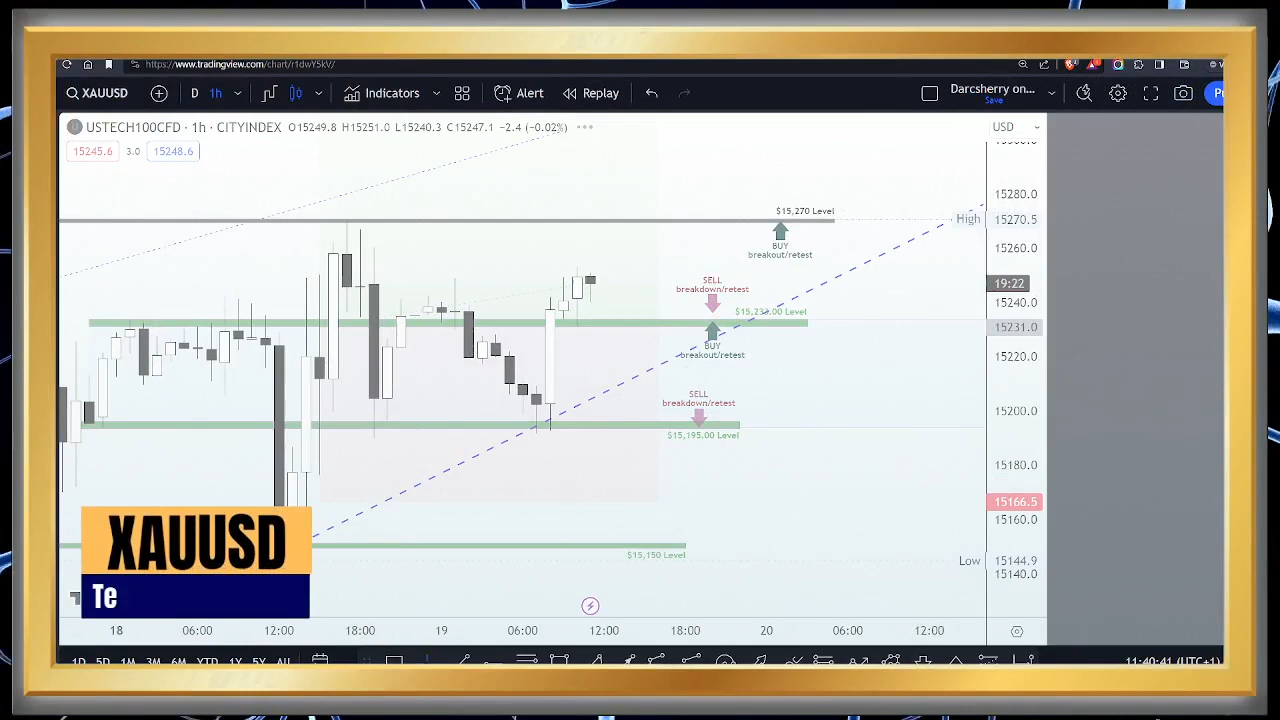 https://www.tradingview.com/chart/r1dwY5kV/
XAUUSD D 1h Indicators Alert Replay Darcsherry on...
Save
USTECH100CFD · 1h · CITYINDEX O15249.8 H15251.0 L15240.3 C15247.1 −2.4 (−0.02%)
USD
15245.6 3.0 15248.6
15280.0
$15,270 Level
High 15270.5
BUY
breakout/retest
15260.0
SELL
breakdown/retest
19:22
15240.0
15231.0
BUY
breakout/retest
15220.0
SELL
breakdown/retest
15200.0
$15,195.00 Level
15180.0
15166.5
15160.0
$15,150 Level
Low 15144.9
15140.0
XAUUSD
Te
18 06:00 12:00 18:00 19 06:00 12:00 18:00 20 06:00 12:00
1D 5D 1M 3M 6M YTD 1Y 5Y All
11:40:41 (UTC+1)